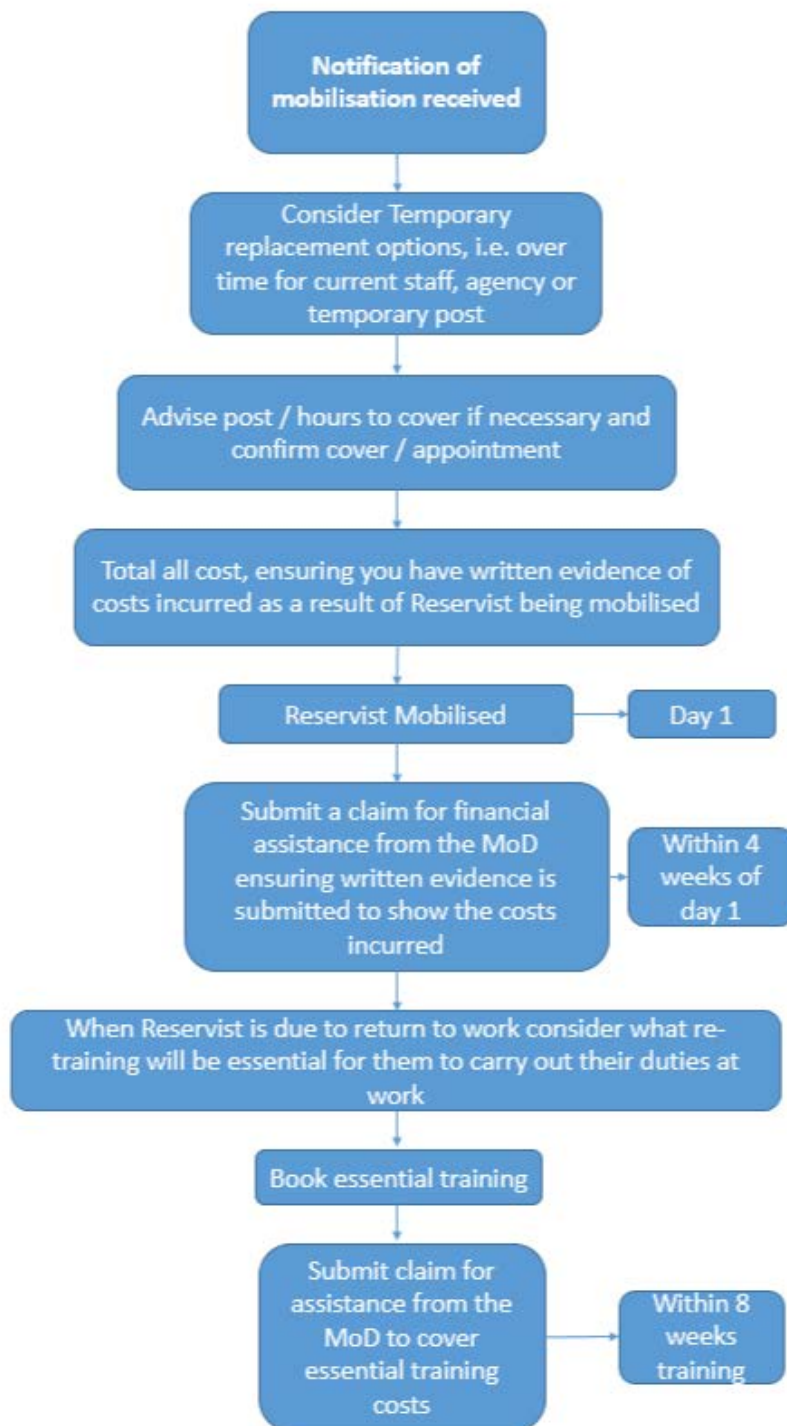 Notification of
mobilisation received
Consider Temporary
replacement options, i.e. over
time for current staff, agency or
temporary post
Advise post / hours to cover if necessary and
confirm cover / appointment
Total all cost, ensuring you have written evidence of
costs incurred as a result of Reservist being mobilised
Reservist Mobilised
Day 1
Submit a claim for financial
assistance from the MoD
ensuring written evidence is
submitted to show the costs
incurred
Within 4
weeks of
day 1
When Reservist is due to return to work consider what re-
training will be essential for them to carry out their duties at
work
Book essential training
Submit claim for
assistance from the
MoD to cover
essential training
costs
Within 8
weeks
training